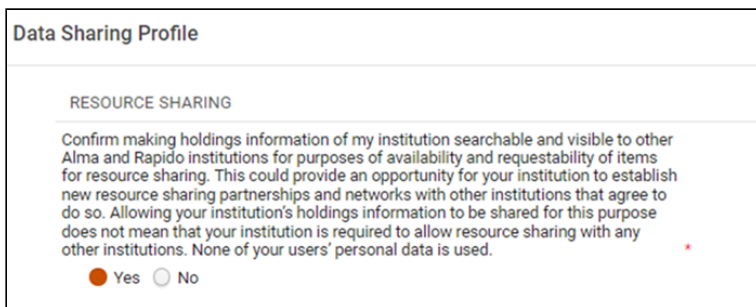 Data Sharing Profile
RESOURCE SHARING
Confirm making holdings information of my institution searchable and visible to other
Alma and Rapido institutions for purposes of availability and requestability of items
for resource sharing. This could provide an opportunity for your institution to establish
new resource sharing partnerships and networks with other institutions that agree to
do so. Allowing your institution's holdings information to be shared for this purpose
does not mean that your institution is required to allow resource sharing with any
other institutions. None of your users' personal data is used. *
Yes No